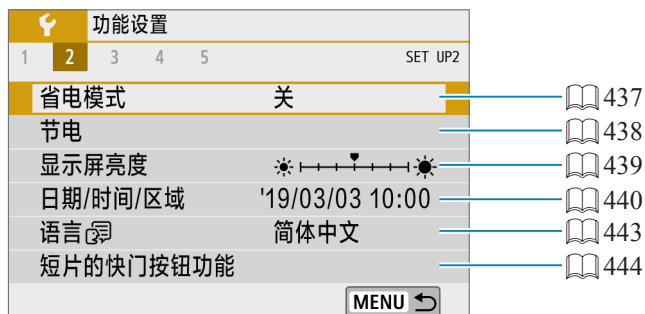 功能设置
1 2 3 4 5 SET UP2
省电模式 关 437
节电 438
显示屏亮度 439
日期/时间/区域 '19/03/03 10:00 440
语言 简体中文 443
短片的快门按钮功能 444
MENU